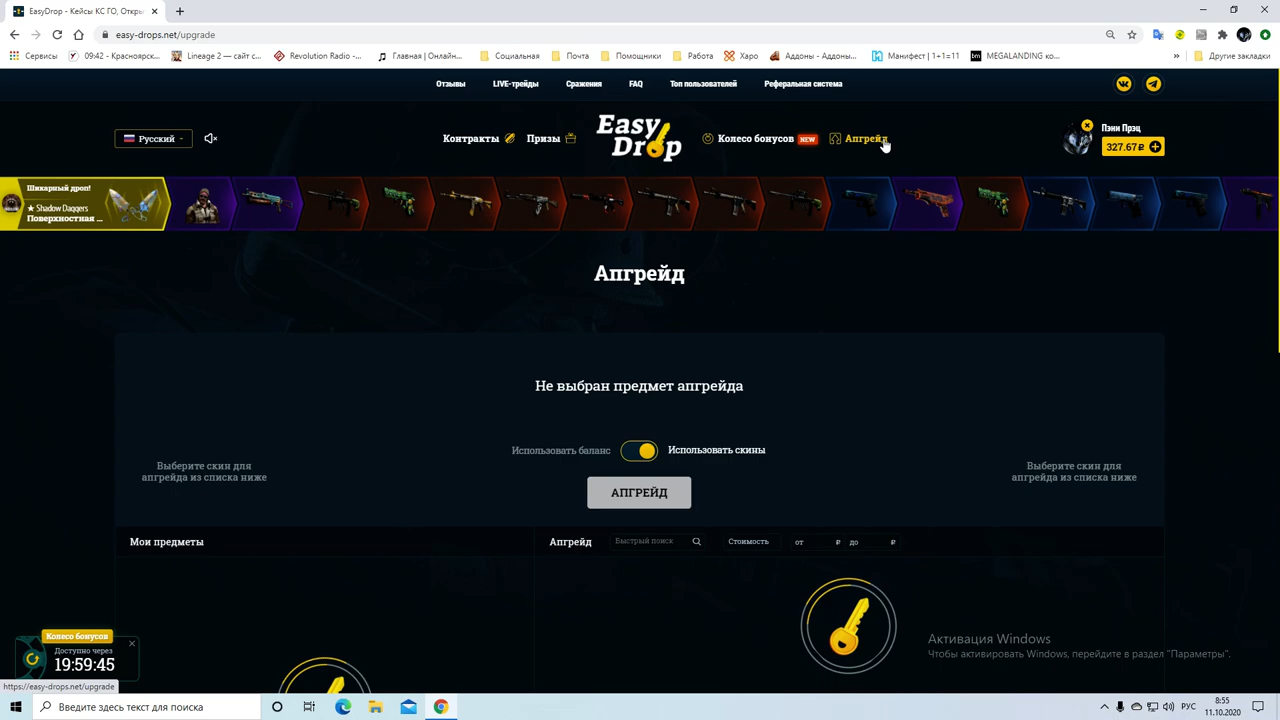 EasyDrop - Кейсы КС ГО, Откры
easy-drops.net/upgrade
Сервисы
09:42 - Красноярск...
Lineage 2 — сайт с...
Revolution Radio -...
Главная | Онлайн...
Социальная
Почта
Помощники
Работа
Харо
Аддоны - Аддоны...
Манифест | 1+1=11
MEGALANDING ко...
»
Другие закладки
Отзывы
LIVE-трейды
Сражения
FAQ
Топ пользователей
Реферальная система
Русский
Контракты
Призы
Easy
Drop
Колесо бонусов
NEW
Апгрейд
Пэни Прэц
327.67 ₽
Шикарный дроп!
★ Shadow Daggers
Поверхностная ...
Апгрейд
Не выбран предмет апгрейда
Использовать баланс
Использовать скины
Выберите скин для
апгрейда из списка ниже
Выберите скин для
апгрейда из списка ниже
АПГРЕЙД
Мои предметы
Апгрейд
Быстрый поиск
Стоимость
от ₽
до ₽
Колесо бонусов
Доступно через
19:59:45
Активация Windows
Чтобы активировать Windows, перейдите в раздел "Параметры".
https://easy-drops.net/upgrade
Введите здесь текст для поиска
РУС
8:55
11.10.2020